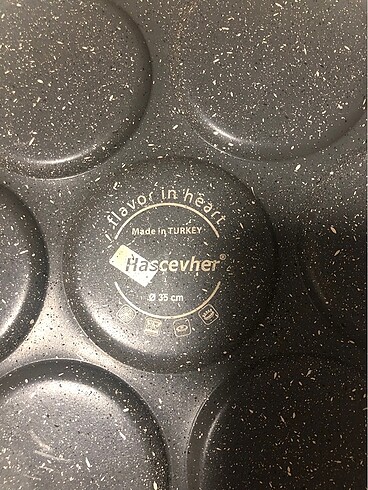 flavor in heart
Made in TURKEY
Hascevher®
Ø 35 cm